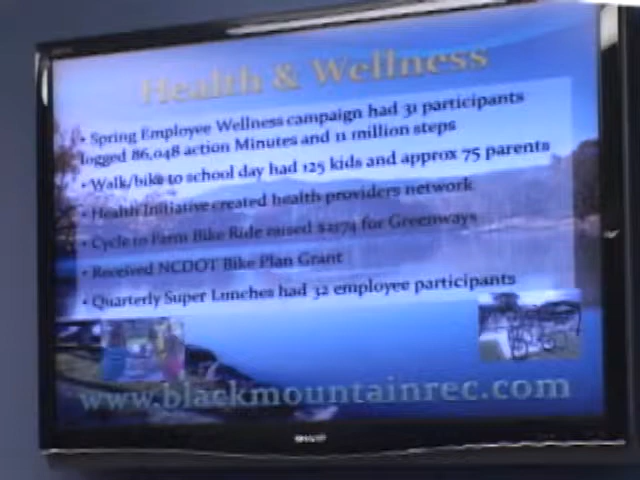 Health & Wellness
• Spring Employee Wellness campaign had 31 participants
logged 86,048 action Minutes and 11 million steps
• Walk/bike to school day had 125 kids and approx 75 parents
• Health Initiative created health providers network
• Cycle to Farm Bike Ride raised $2174 for Greenways
• Received NCDOT Bike Plan Grant
• Quarterly Super Lunches had 32 employee participants
www.blackmountainrec.com